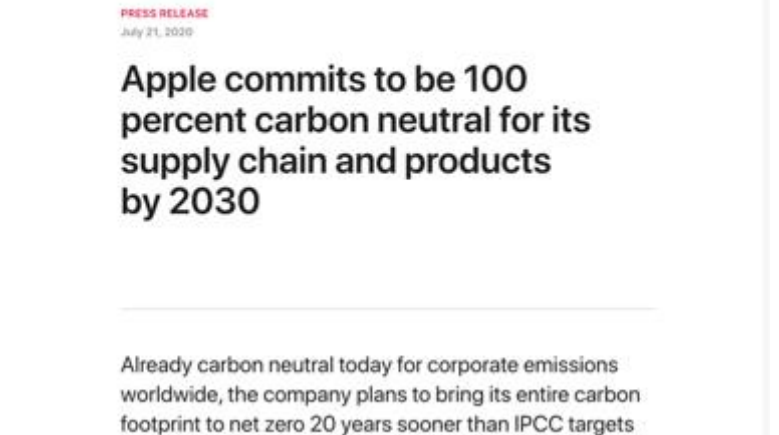 PRESS RELEASE
July 21, 2020
Apple commits to be 100
percent carbon neutral for its
supply chain and products
by 2030
Already carbon neutral today for corporate emissions
worldwide, the company plans to bring its entire carbon
footprint to net zero 20 years sooner than IPCC targets